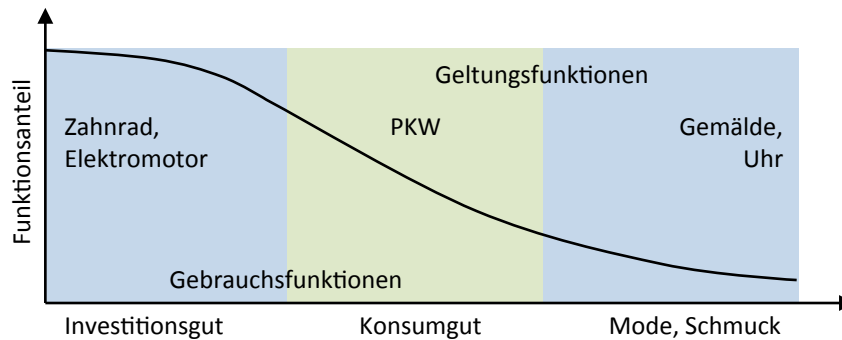 Funktionsanteil
Geltungsfunktionen
Zahnrad,
Elektromotor
PKW
Gemälde,
Uhr
Gebrauchsfunktionen
Investitionsgut
Konsumgut
Mode, Schmuck